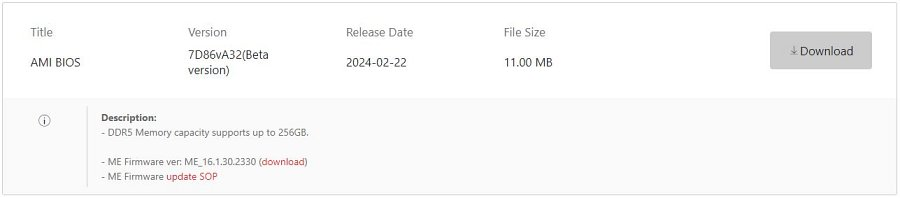 Title Version Release Date File Size
AMI BIOS 7D86vA32(Beta version) 2024-02-22 11.00 MB Download
Description:
- DDR5 Memory capacity supports up to 256GB.
- ME Firmware ver: ME_16.1.30.2330 (download)
- ME Firmware update SOP